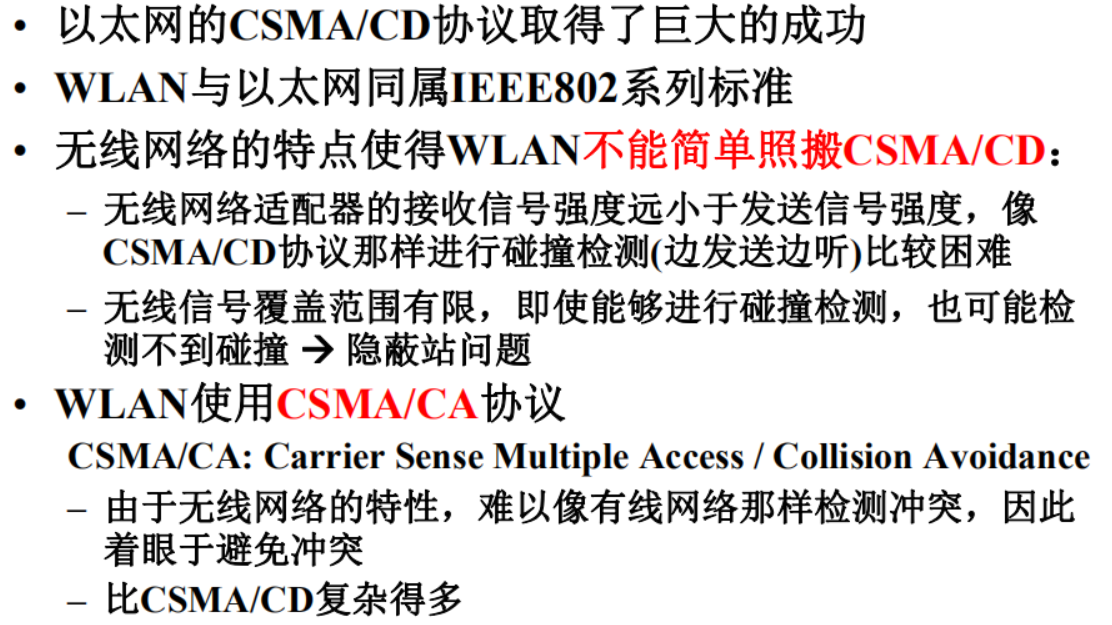 • 以太网的CSMA/CD协议取得了巨大的成功
• WLAN与以太网同属IEEE802系列标准
• 无线网络的特点使得WLAN不能简单照搬CSMA/CD：
– 无线网络适配器的接收信号强度远小于发送信号强度，像
CSMA/CD协议那样进行碰撞检测(边发送边听)比较困难
– 无线信号覆盖范围有限，即使能够进行碰撞检测，也可能检
测不到碰撞 → 隐蔽站问题
• WLAN使用CSMA/CA协议
CSMA/CA: Carrier Sense Multiple Access / Collision Avoidance
– 由于无线网络的特性，难以像有线网络那样检测冲突，因此
着眼于避免冲突
– 比CSMA/CD复杂得多